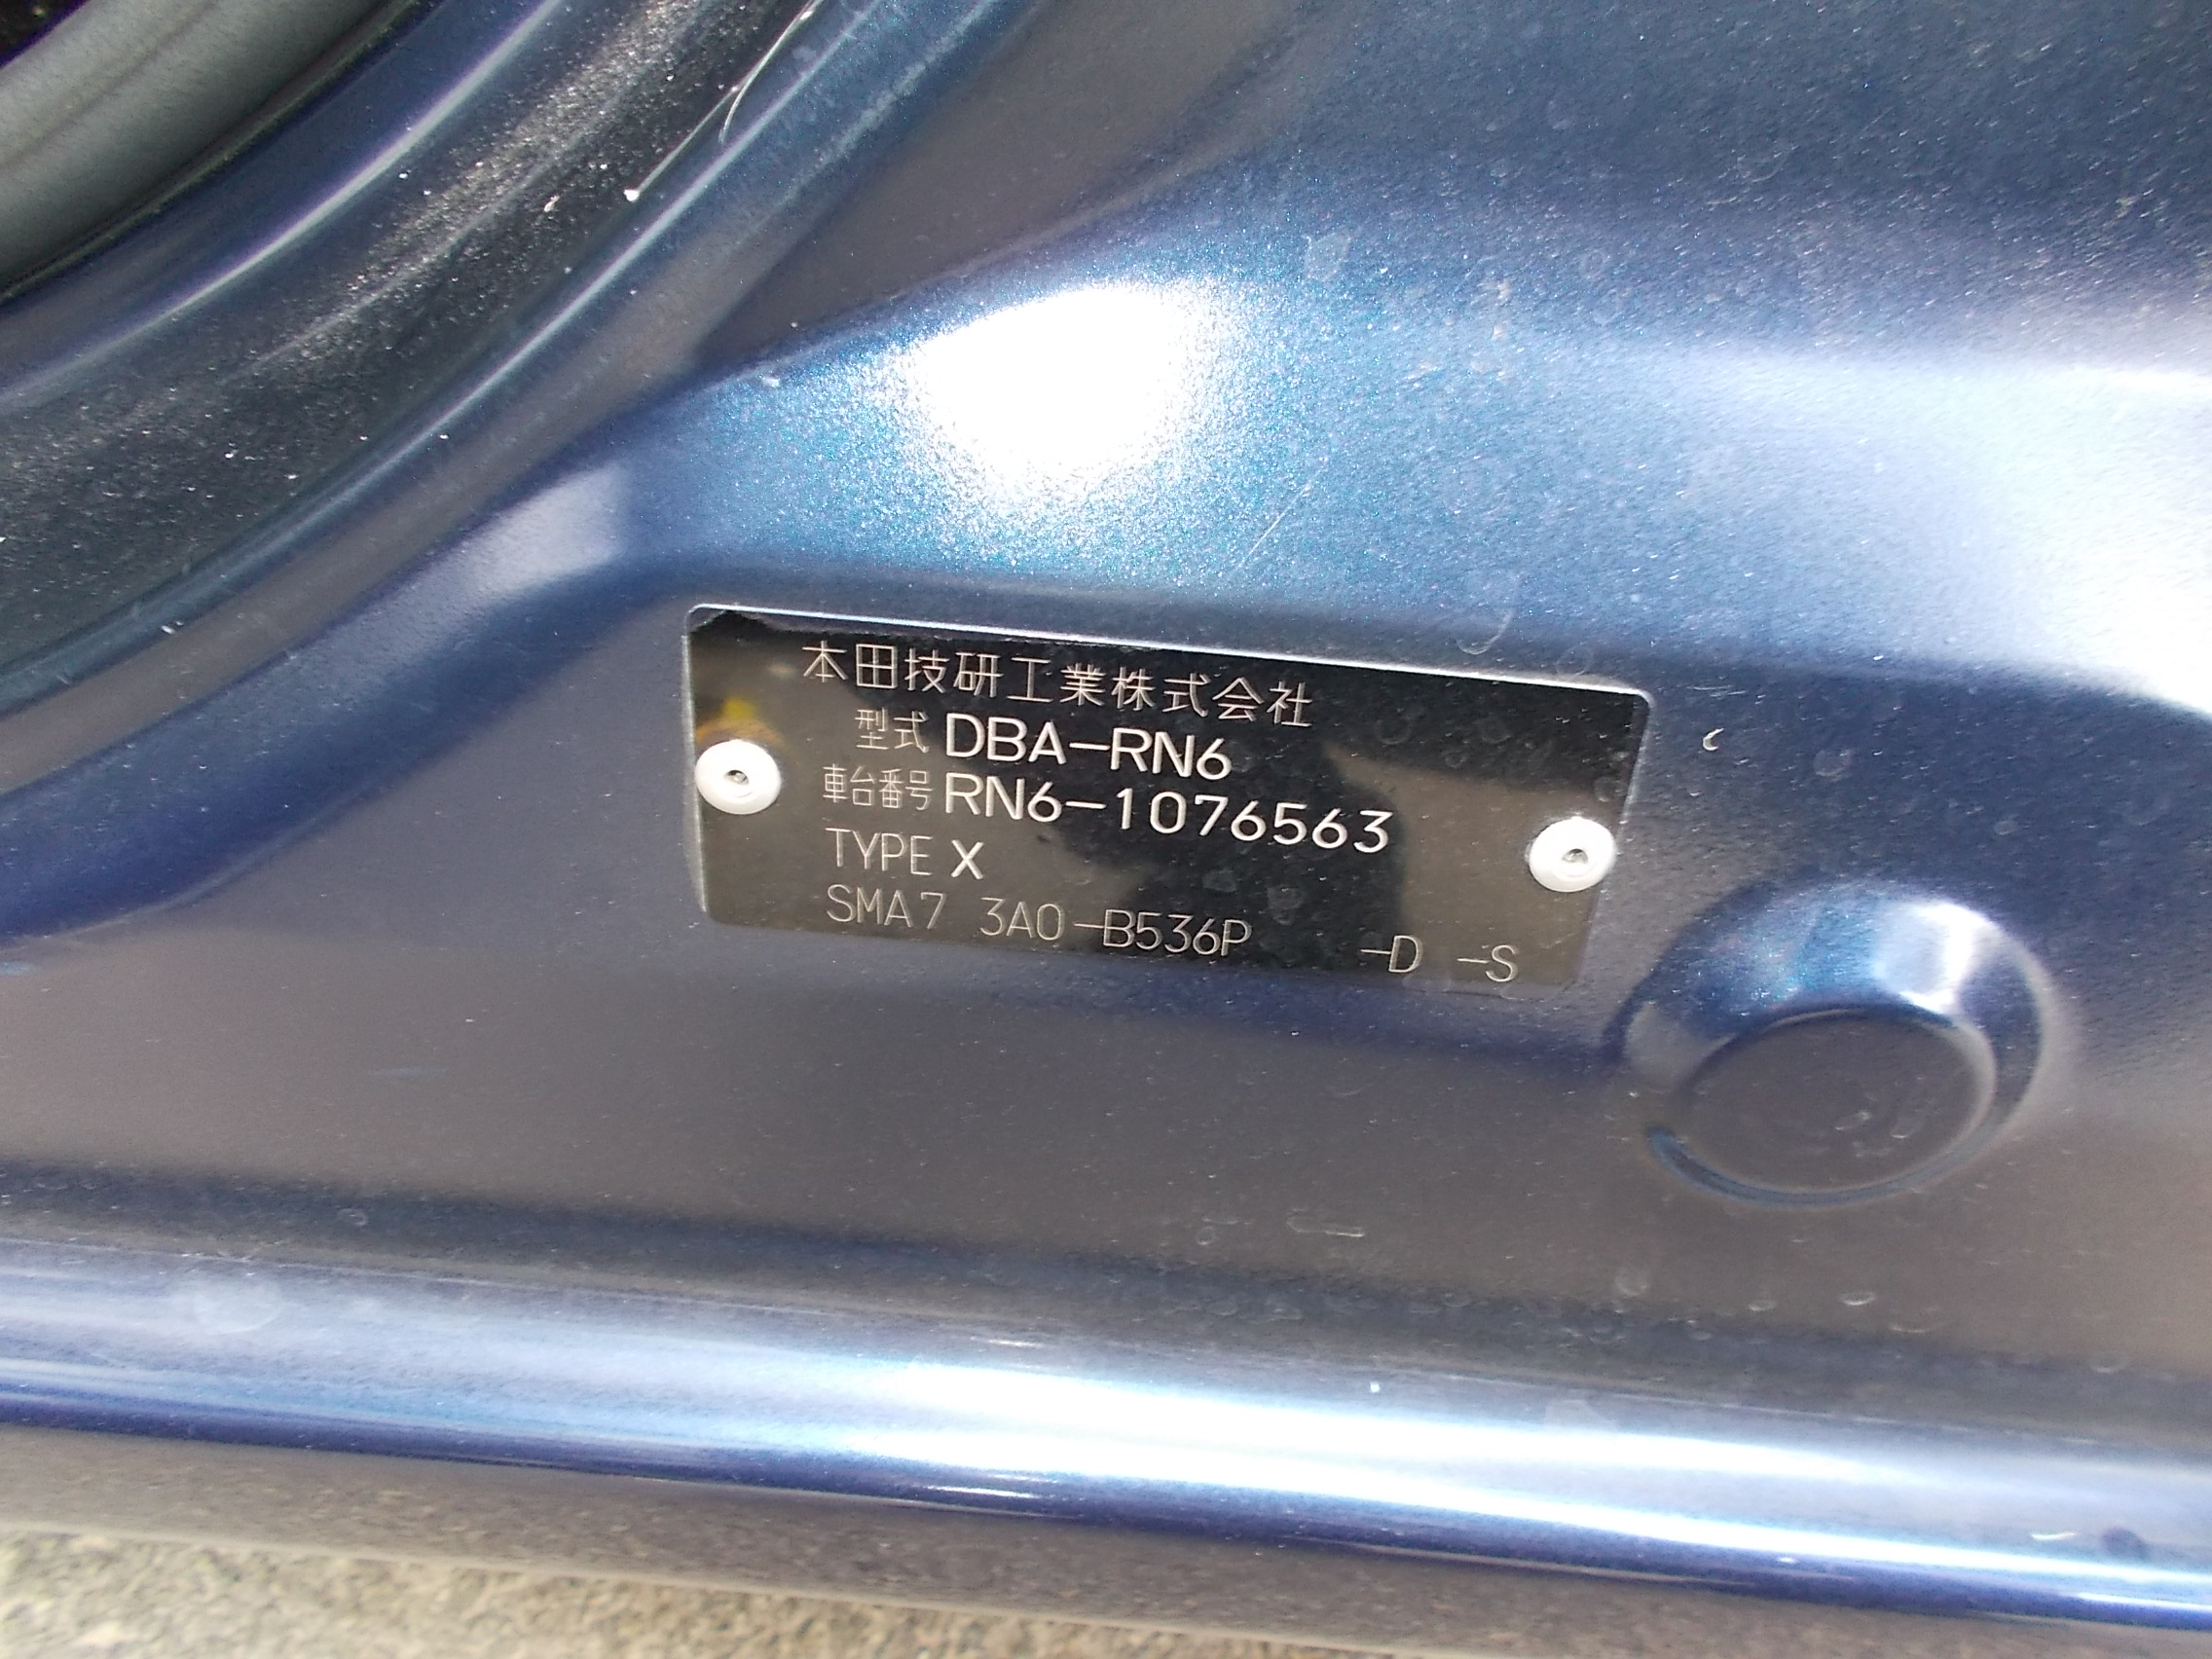 本田技研工業株式会社
型式 DBA-RN6
車台番号 RN6-1076563
TYPE X
SMA7 3A0-B536P -D -S